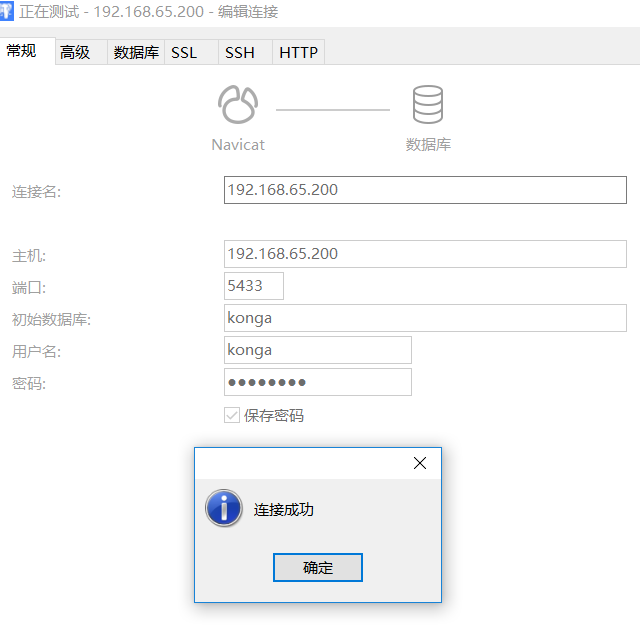 正在测试 - 192.168.65.200 - 编辑连接
常规 高级 数据库 SSL SSH HTTP
Navicat 数据库
连接名: 192.168.65.200
主机: 192.168.65.200
端口: 5433
初始数据库: konga
用户名: konga
密码: ●●●●●●●●
保存密码
连接成功
确定